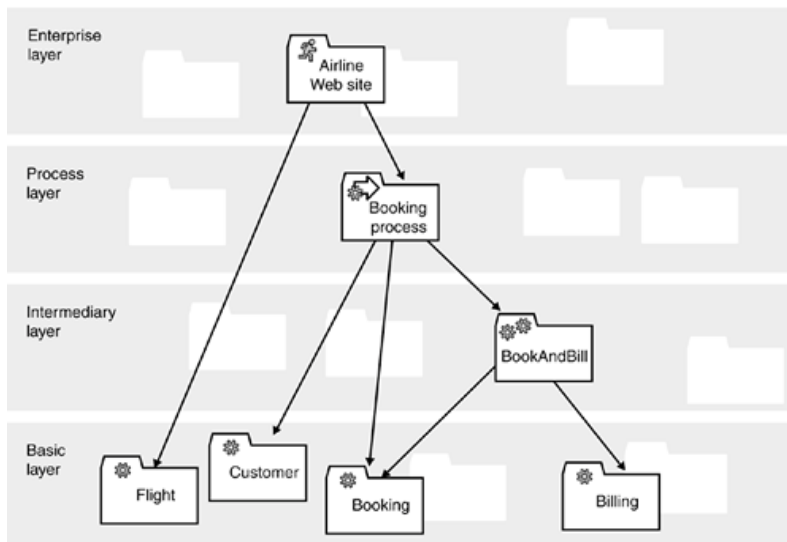 Enterprise
layer
Airline
Web site
Process
layer
Booking
process
Intermediary
layer
BookAndBill
Basic
layer
Flight
Customer
Booking
Billing